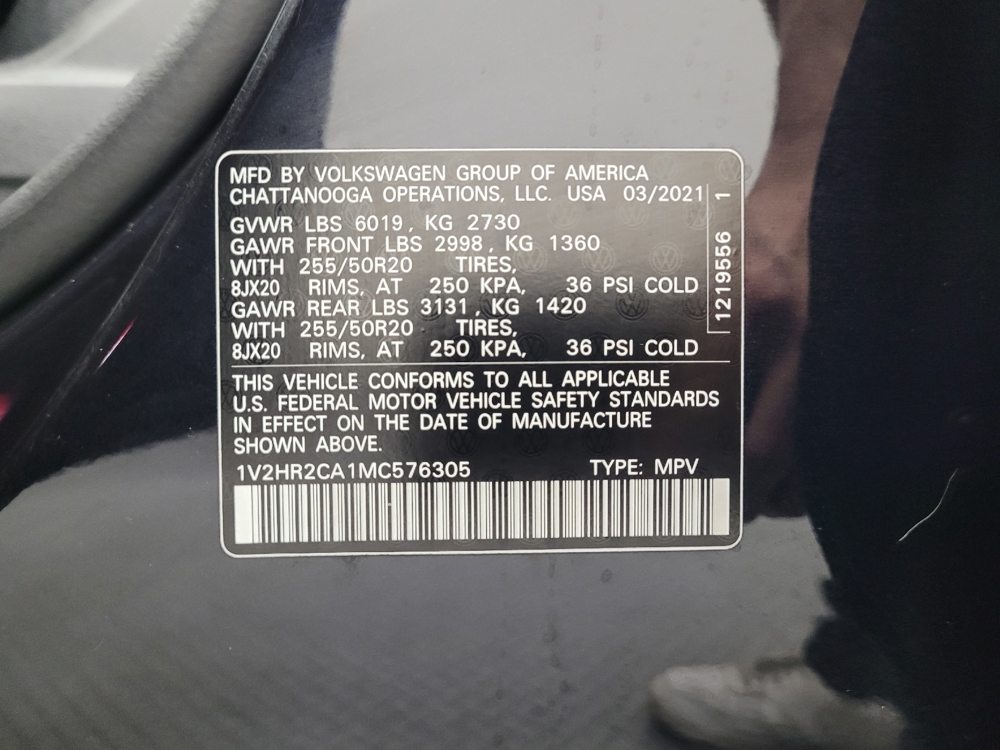 MFD BY VOLKSWAGEN GROUP OF AMERICA
CHATTANOOGA OPERATIONS, LLC. USA 03/2021
GVWR LBS 6019, KG 2730
GAWR FRONT LBS 2998, KG 1360
WITH 255/50R20 TIRES,
8JX20 RIMS, AT 250 KPA, 36 PSI COLD
GAWR REAR LBS 3131, KG 1420
WITH 255/50R20 TIRES,
8JX20 RIMS, AT 250 KPA, 36 PSI COLD
1219556 1
THIS VEHICLE CONFORMS TO ALL APPLICABLE
U.S. FEDERAL MOTOR VEHICLE SAFETY STANDARDS
IN EFFECT ON THE DATE OF MANUFACTURE
SHOWN ABOVE.
1V2HR2CA1MC576305 TYPE: MPV